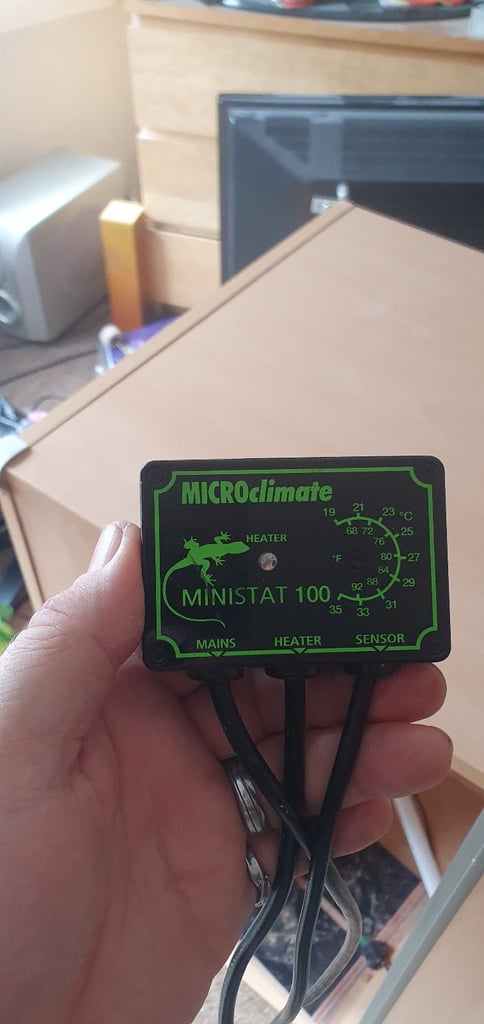 MICROclimate
HEATER
MINISTAT 100
19 21 23 °C
25
27
29
31
33
35
°F
68 72
76
80
84
88
92
MAINS HEATER SENSOR